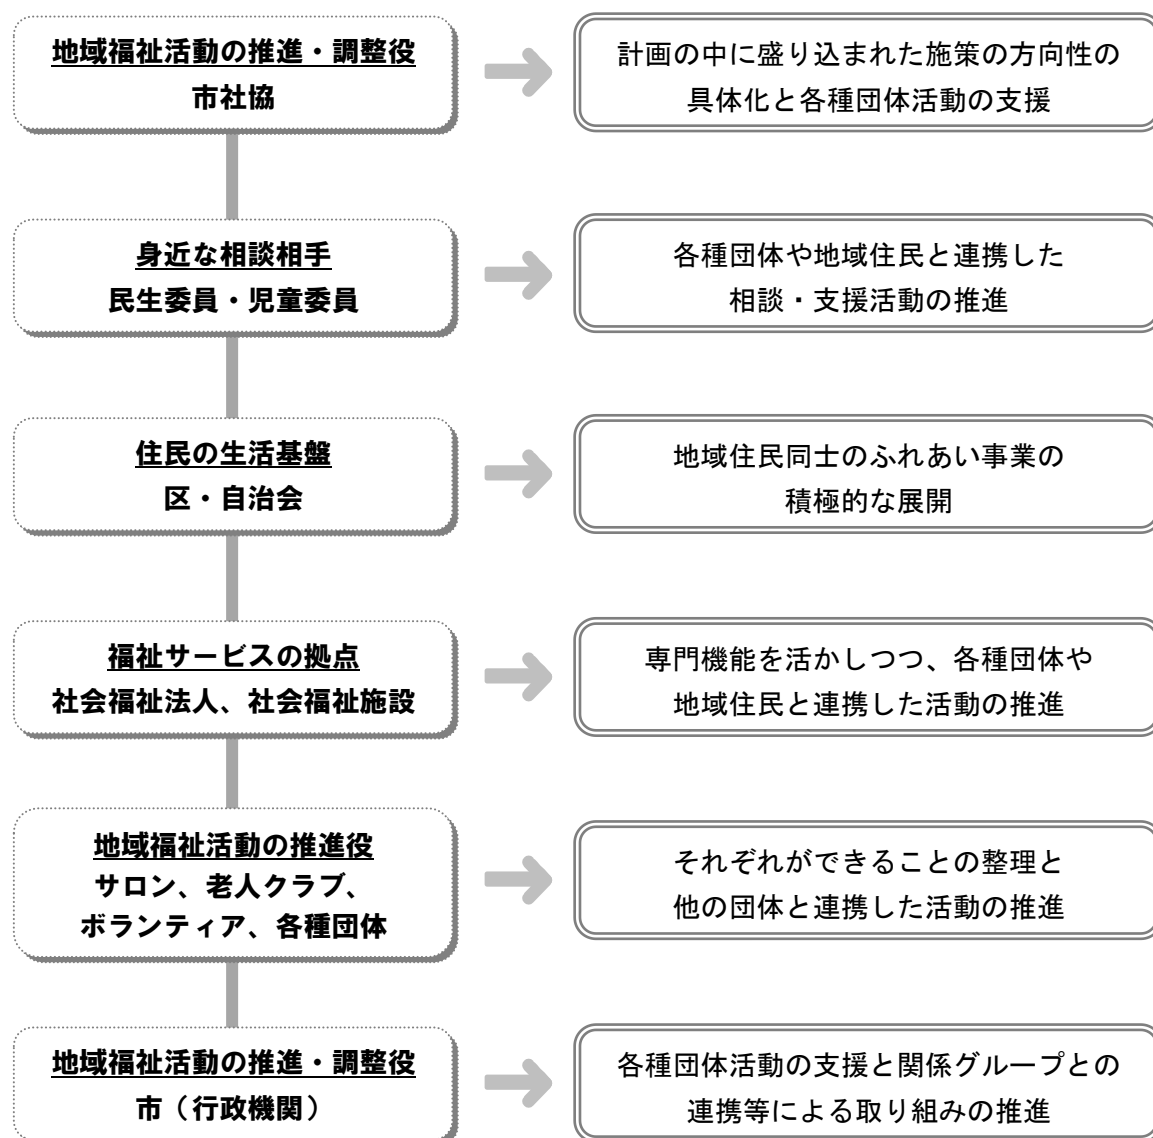 地域福祉活動の推進・調整役
市社協
計画の中に盛り込まれた施策の方向性の
具体化と各種団体活動の支援
身近な相談相手
民生委員・児童委員
各種団体や地域住民と連携した
相談・支援活動の推進
住民の生活基盤
区・自治会
地域住民同士のふれあい事業の
積極的な展開
福祉サービスの拠点
社会福祉法人、社会福祉施設
専門機能を活かしつつ、各種団体や
地域住民と連携した活動の推進
地域福祉活動の推進役
サロン、老人クラブ、
ボランティア、各種団体
それぞれができることの整理と
他の団体と連携した活動の推進
地域福祉活動の推進・調整役
市（行政機関）
各種団体活動の支援と関係グループとの
連携等による取り組みの推進